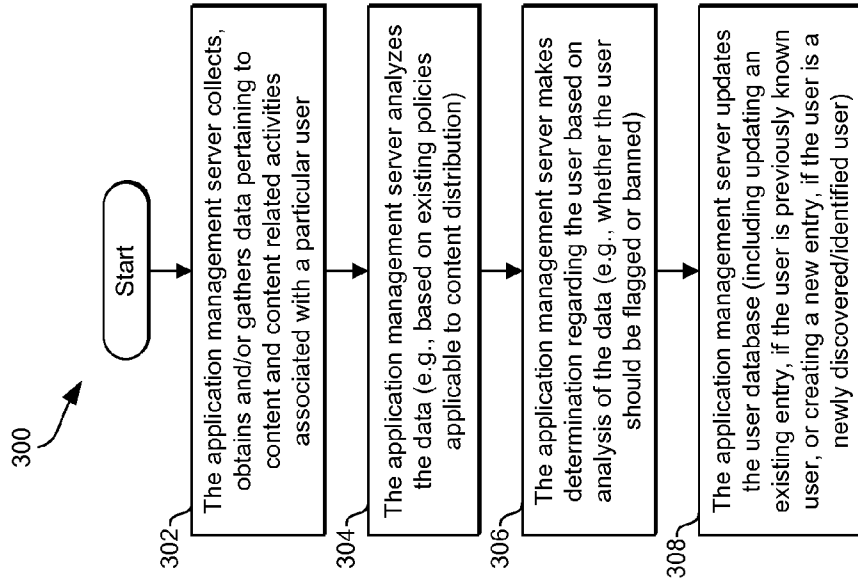 300
Start
302
The application management server collects,
obtains and/or gathers data pertaining to
content and content related activities
associated with a particular user
304
The application management server analyzes
the data (e.g., based on existing policies
applicable to content distribution)
306
The application management server makes
determination regarding the user based on
analysis of the data (e.g., whether the user
should be flagged or banned)
308
The application management server updates
the user database (including updating an
existing entry, if the user is previously known
user, or creating a new entry, if the user is a
newly discovered/identified user)